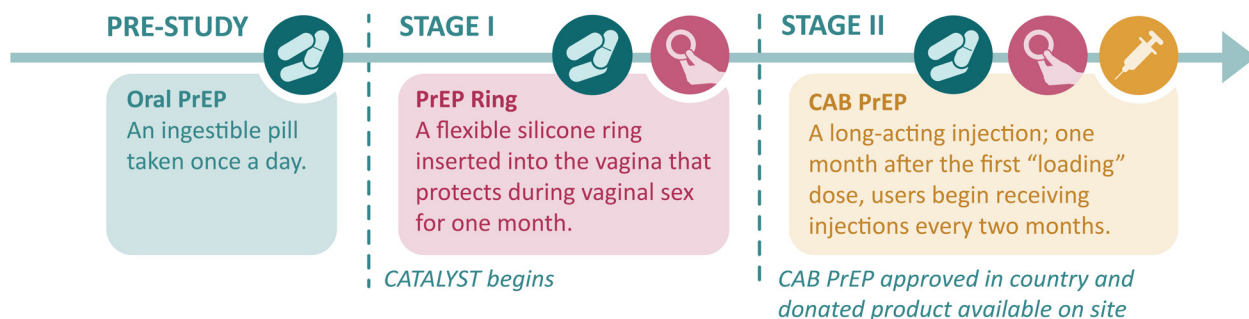 PRE-STUDY
Oral PrEP
An ingestible pill
taken once a day.
STAGE I
PrEP Ring
A flexible silicone ring
inserted into the vagina that
protects during vaginal sex
for one month.
CATALYST begins
STAGE II
CAB PrEP
A long-acting injection; one
month after the first “loading”
dose, users begin receiving
injections every two months.
CAB PrEP approved in country and
donated product available on site